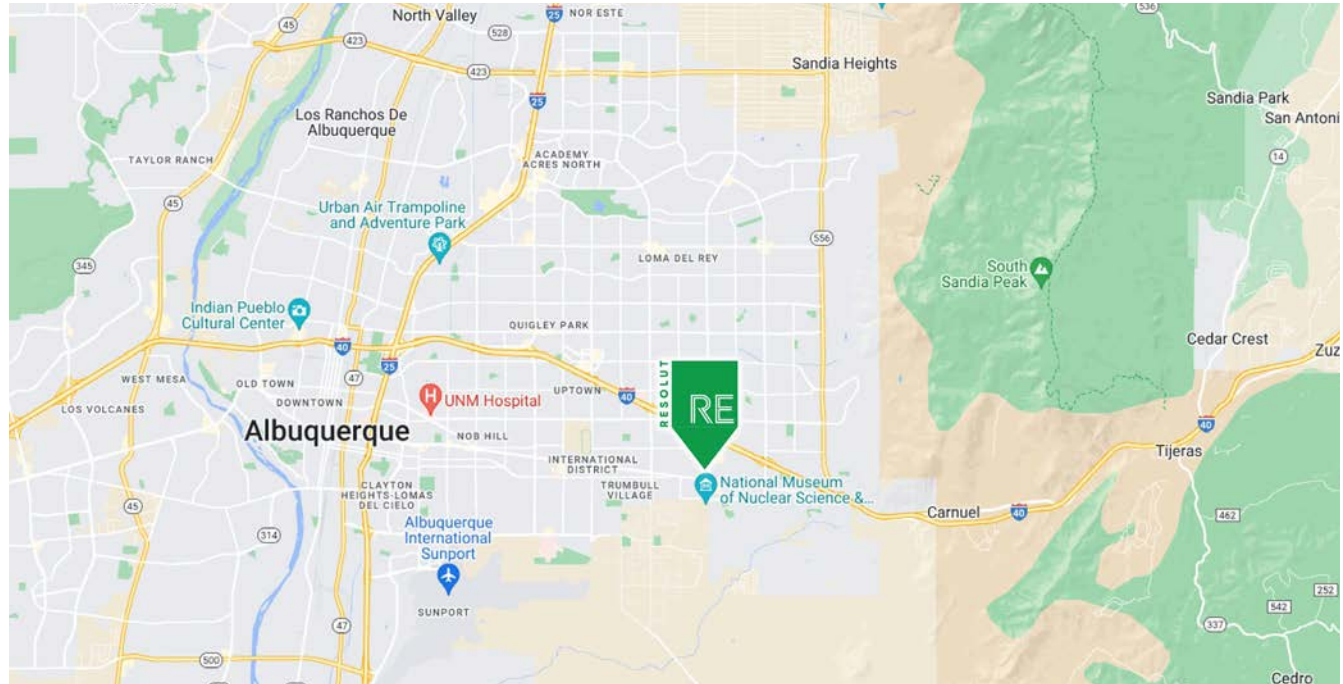 536
North Valley
25
NOR ESTE
45
528
423
423
Sandia Heights
25
Sandia Park
Los Ranchos De
Albuquerque
San Antoni
14
TAYLOR RANCH
ACADEMY
ACRES NORTH
45
Urban Air Trampoline
and Adventure Park
556
345
LOMA DEL REY
South
Sandia Peak
Indian Pueblo
Cultural Center
QUIGLEY PARK
Cedar Crest
40
Zuz
25
WEST MESA
OLD TOWN
47
RESOLUT
RE
UPTOWN
40
LOS VOLCANES
DOWNTOWN
H
UNM Hospital
Albuquerque
NOB HILL
40
Tijeras
INTERNATIONAL
DISTRICT
CLAYTON
HEIGHTS-LOMAS
DEL CIELO
TRUMBULL
VILLAGE
National Museum
of Nuclear Science &...
45
Carnuel
40
462
314
Albuquerque
International
Sunport
252
SUNPORT
542
47
337
500
Cedro